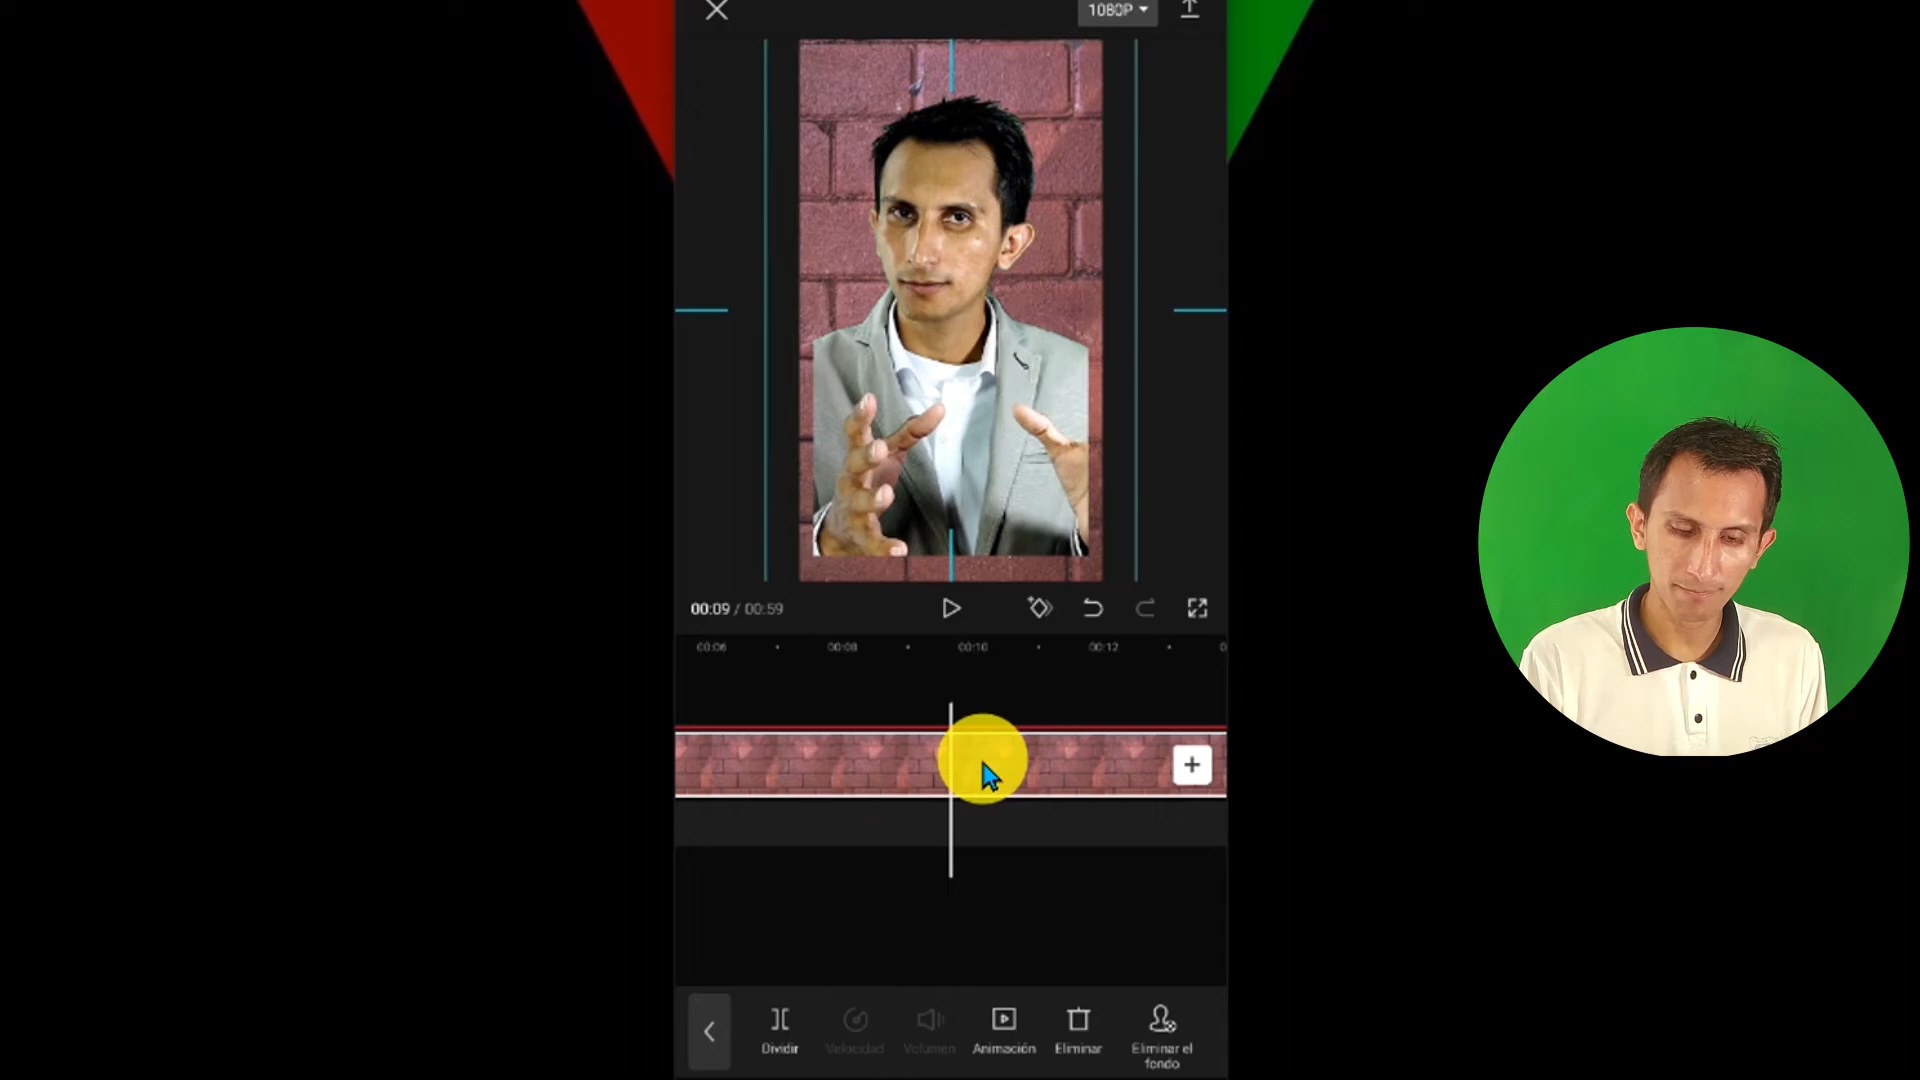 1080P
00:09 / 00:59
00:06 00:08 00:10 00:12
Dividir Velocidad Volumen Animación Eliminar Eliminar el
fondo